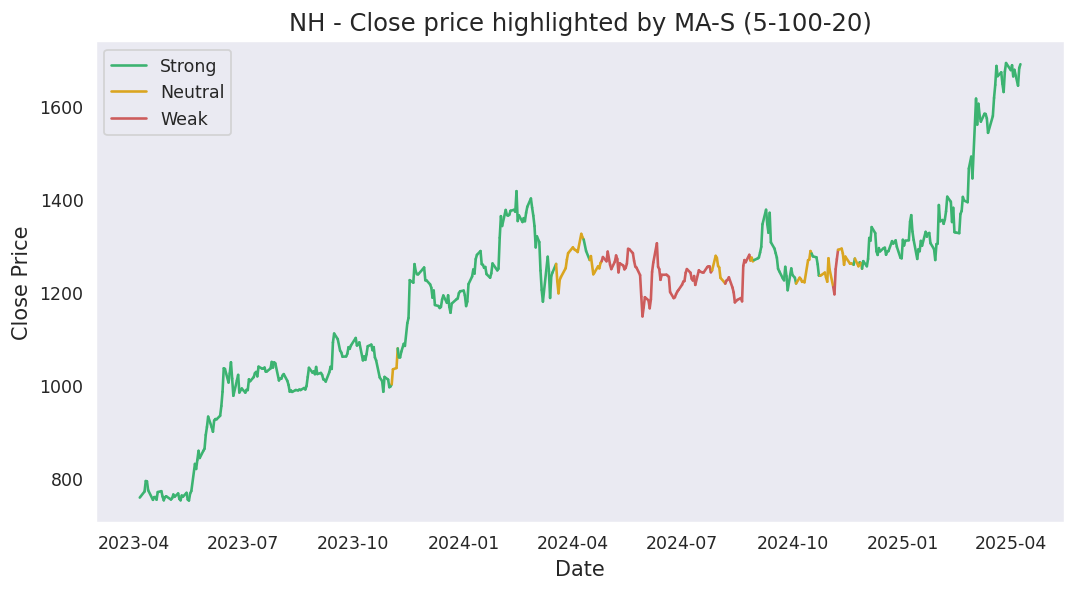 NH - Close price highlighted by MA-S (5-100-20)
Strong
Neutral
Weak
Close Price
1600
1400
1200
1000
800
2023-04 2023-07 2023-10 2024-01 2024-04 2024-07 2024-10 2025-01 2025-04
Date